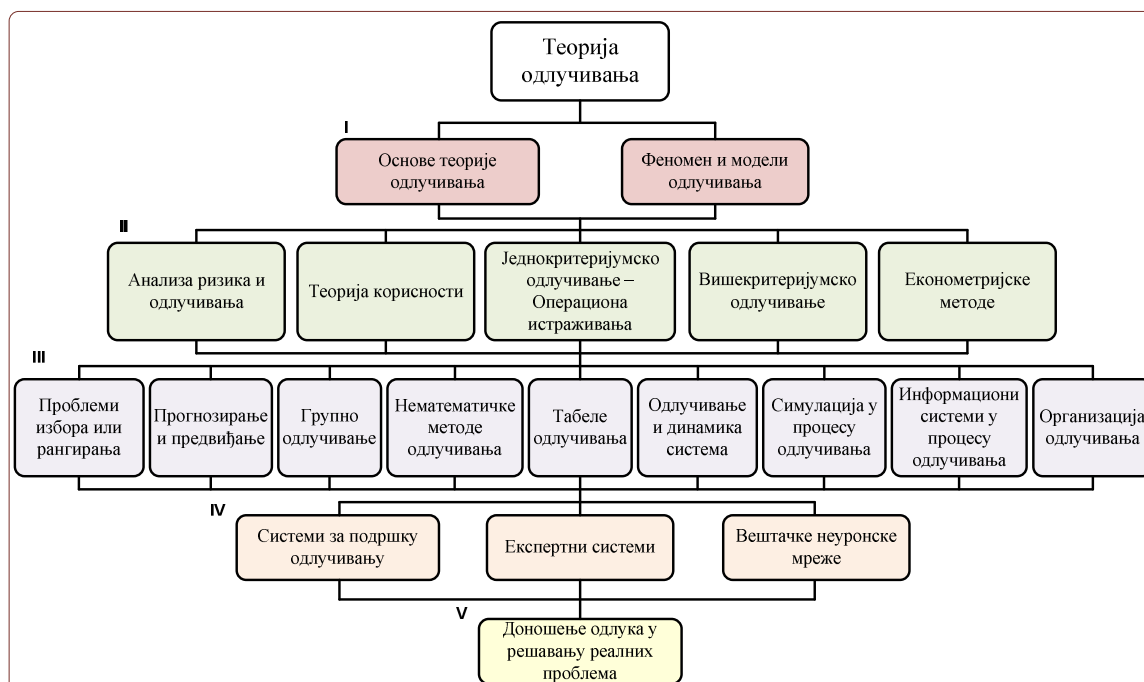 Теорија
одлучивања
I
Основе теорије
одлучивања
Феномен и модели
одлучивања
II
Анализа ризика и
одлучивања
Теорија корисности
Једнокритеријумско
одлучивање –
Операциона
истраживања
Вишекритеријумско
одлучивање
Економетријске
методе
III
Проблеми
избора или
рангирања
Прогнозирање
и предвиђање
Групно
одлучивање
Нематематичке
методе
одлучивања
Табеле
одлучивања
Одлучивање
и динамика
система
Симулација у
процесу
одлучивања
Информациони
системи у
процесу
одлучивања
Организација
одлучивања
IV
Системи за подршку
одлучивању
Експертни системи
Вештачке неуронске
мреже
V
Доношење одлука у
решавању реалних
проблема